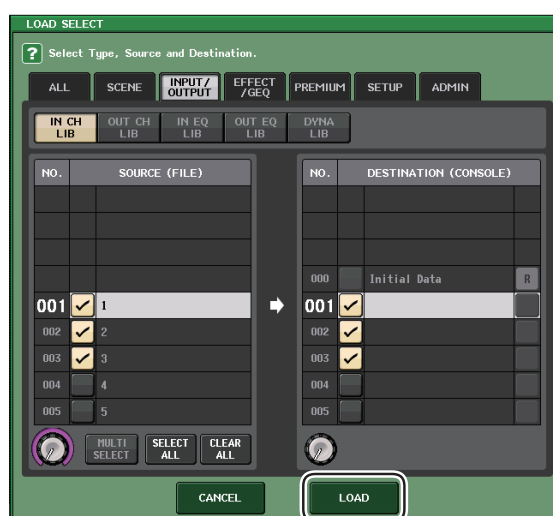 LOAD SELECT
? Select Type, Source and Destination.
ALL SCENE INPUT/ OUTPUT EFFECT /GEQ PREMIUM SETUP ADMIN
IN CH LIB OUT CH LIB IN EQ LIB OUT EQ LIB DYNA LIB
NO. SOURCE (FILE) NO. DESTINATION (CONSOLE)
000 Initial Data R
001 1 001
002 2 002
003 3 003
004 4 004
005 5 005
MULTI SELECT SELECT ALL CLEAR ALL
CANCEL LOAD